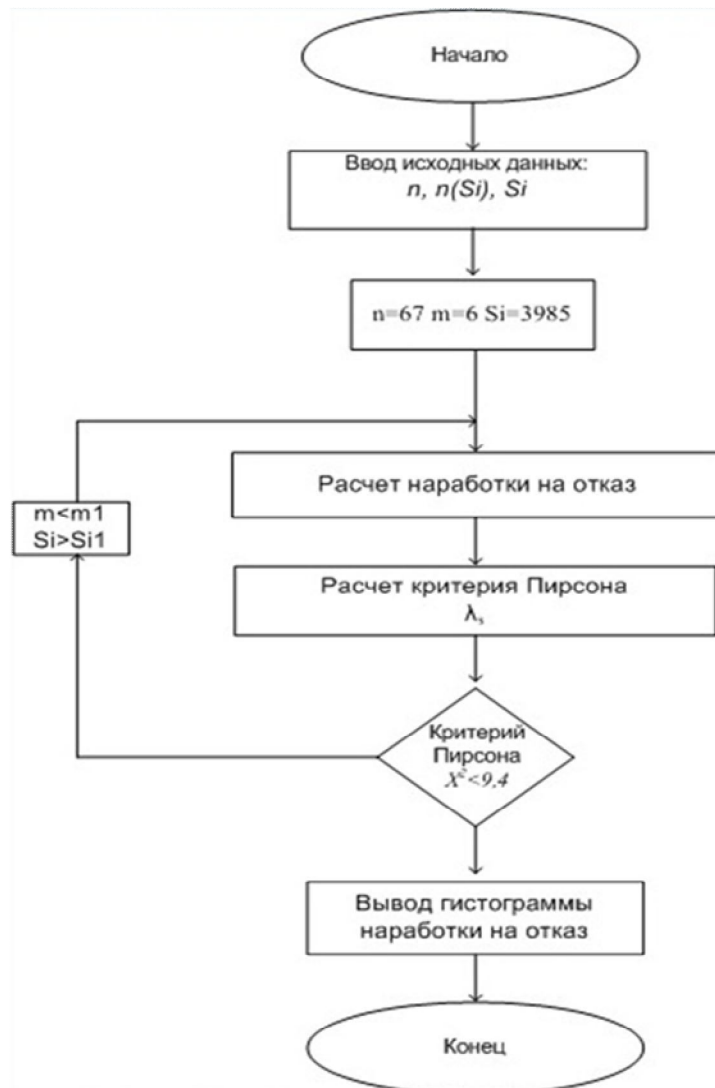 Начало
Ввод исходных данных:
n, n(Si), Si
n=67 m=6 Si=3985
Расчет наработки на отказ
m<m1
Si>Si1
Расчет критерия Пирсона
λs
Критерий
Пирсона
X²<9,4
Вывод гистограммы
наработки на отказ
Конец